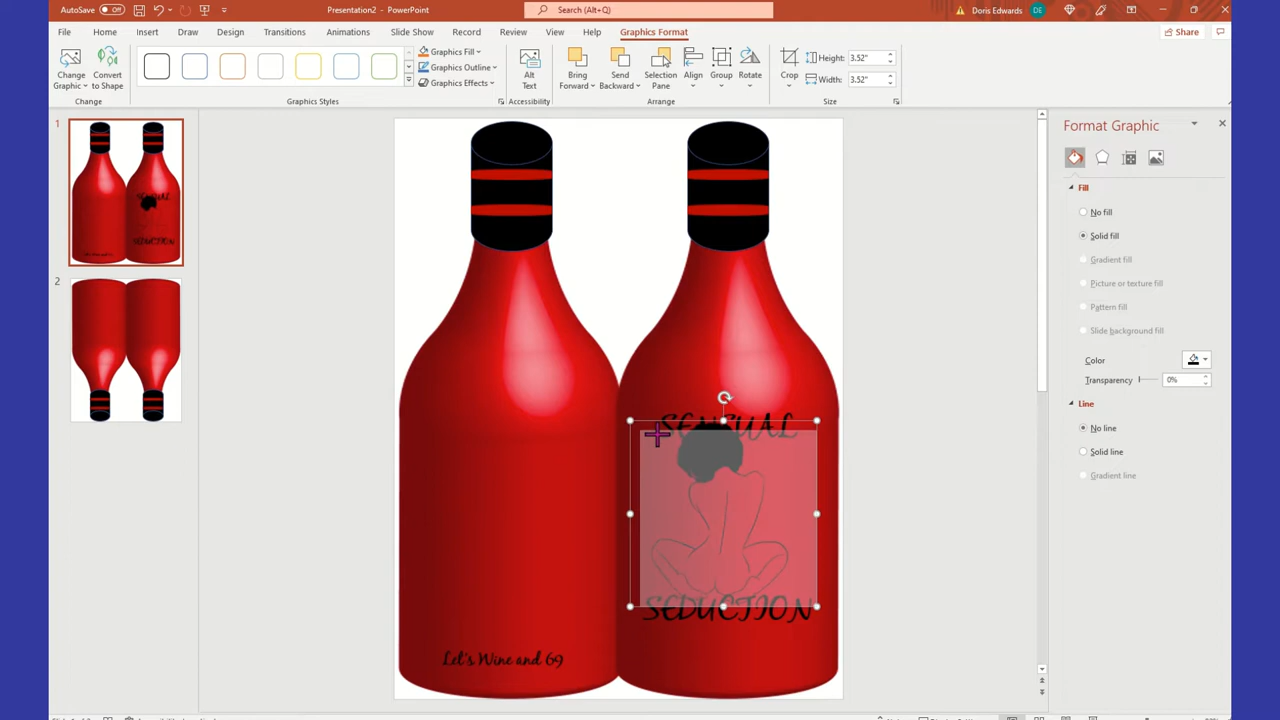 AutoSave Off Presentation2 - PowerPoint Search (Alt+Q) Doris Edwards DE
File Home Insert Draw Design Transitions Animations Slide Show Record Review View Help Graphics Format Share
Change Graphic Convert to Shape Graphics Fill Graphics Outline Graphics Effects Alt Text Bring Forward Send Backward Selection Pane Align Group Rotate Crop Height: 3.52" Width: 3.52"
Change Graphics Styles Accessibility Arrange Size
1
2
SENSUAL
SEDUCTION
Let's Wine and 69
Format Graphic
Fill
No fill
Solid fill
Gradient fill
Picture or texture fill
Pattern fill
Slide background fill
Color
Transparency 0%
Line
No line
Solid line
Gradient line